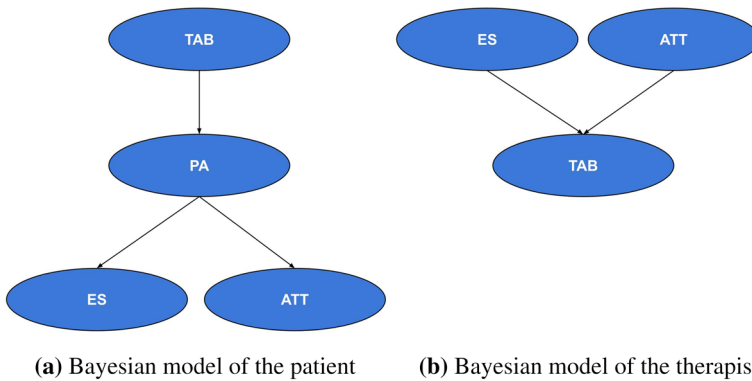 TAB
PA
ES
ATT
(a) Bayesian model of the patient
ES
ATT
TAB
(b) Bayesian model of the therapis